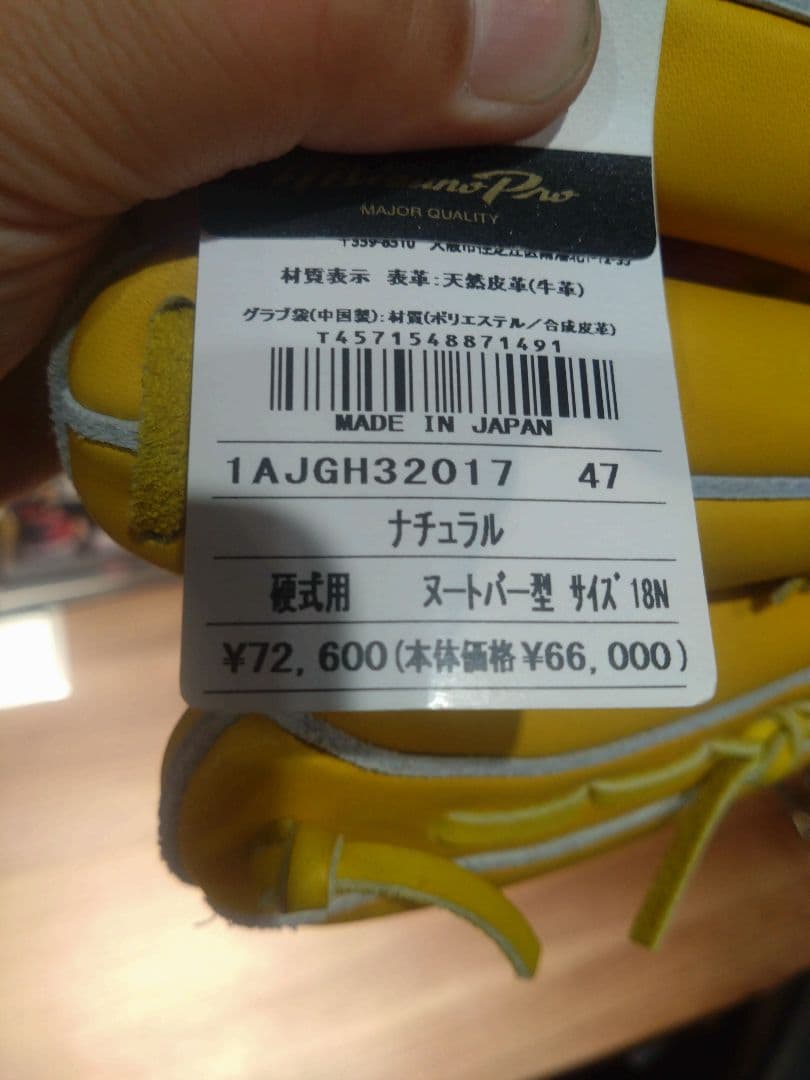 Pro
MAJOR QUALITY
材質表示 表革:天然皮革(牛革)
グラブ袋(中国製):材質(ポリエステル/合成皮革)
T4571548871491
MADE IN JAPAN
1AJGH32017 47
ナチュラル
硬式用 ヌートバー型 サイズ 18N
¥72,600(本体価格¥66,000)